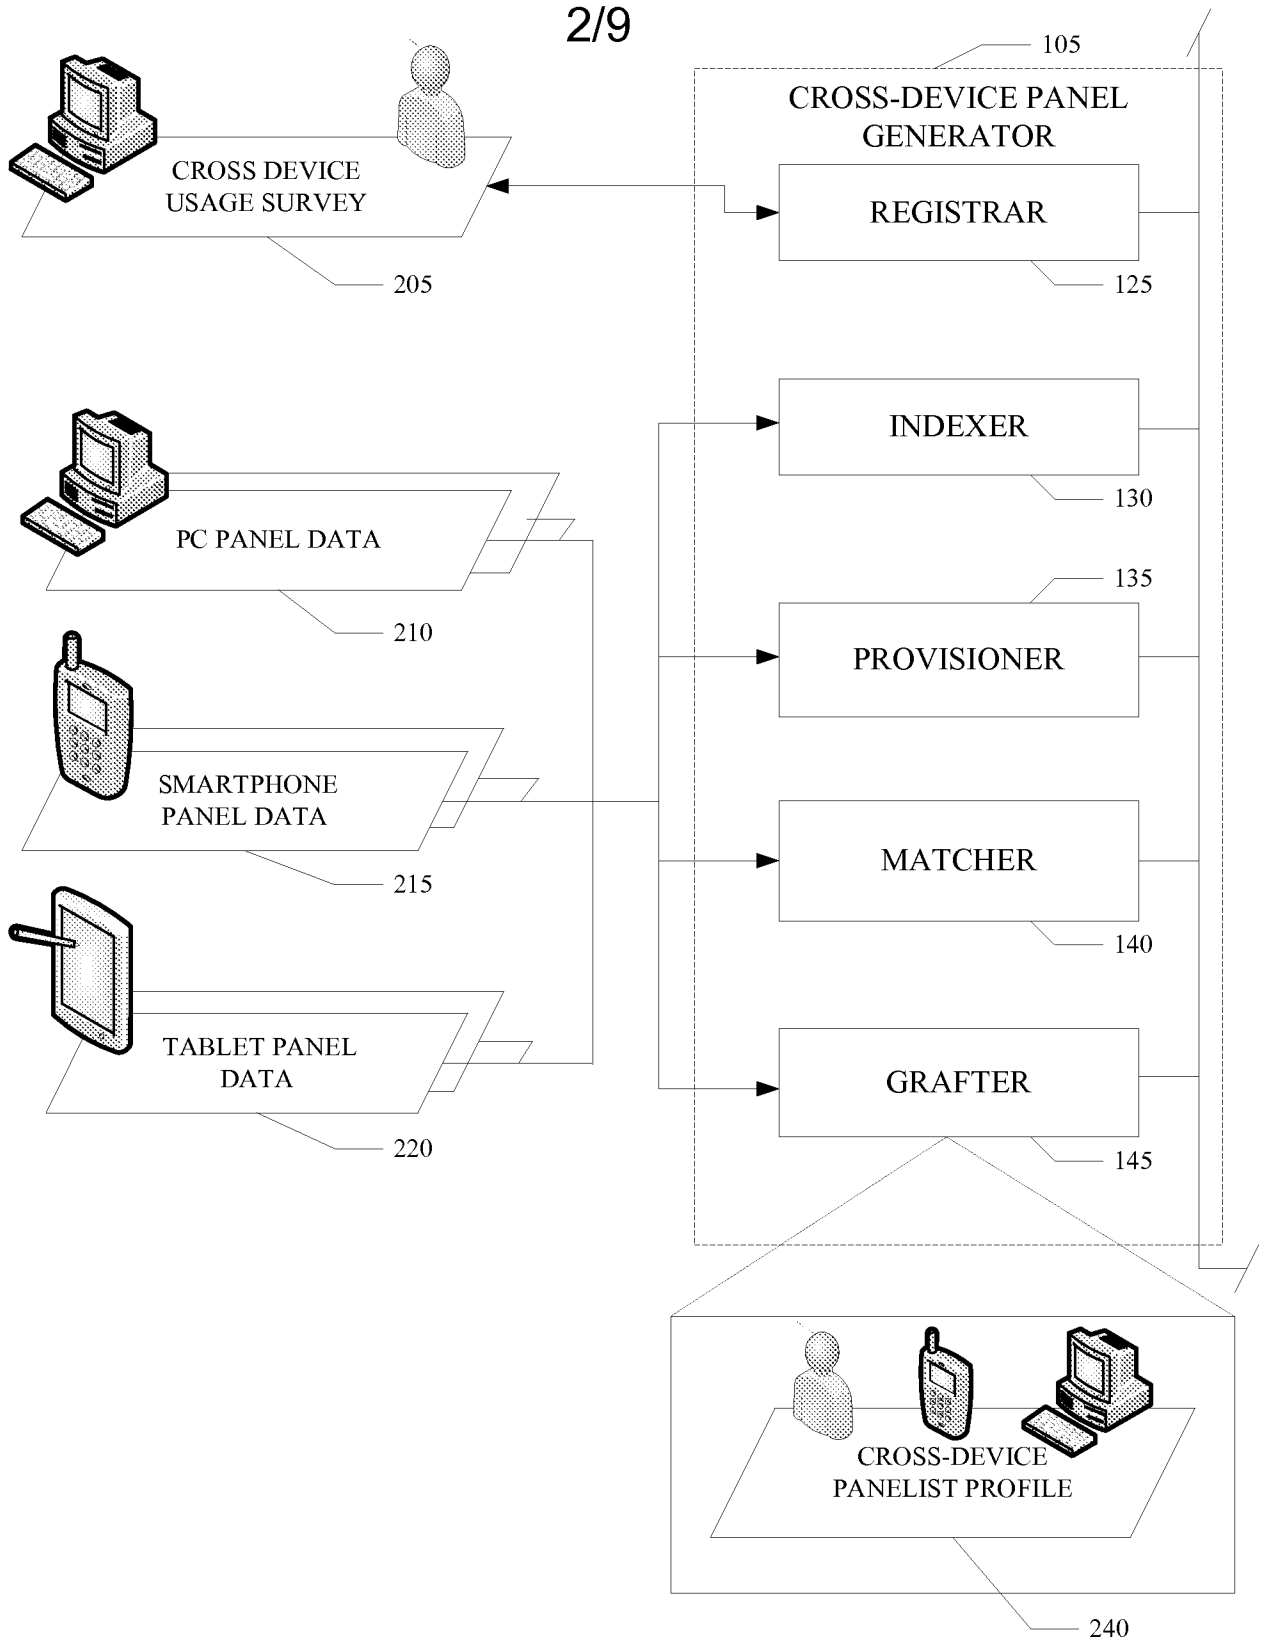 2/9
105
CROSS-DEVICE PANEL
GENERATOR
CROSS DEVICE
USAGE SURVEY
205
REGISTRAR
125
INDEXER
130
PC PANEL DATA
210
135
PROVISIONER
SMARTPHONE
PANEL DATA
215
MATCHER
140
TABLET PANEL
DATA
220
GRAFTER
145
CROSS-DEVICE
PANELIST PROFILE
240